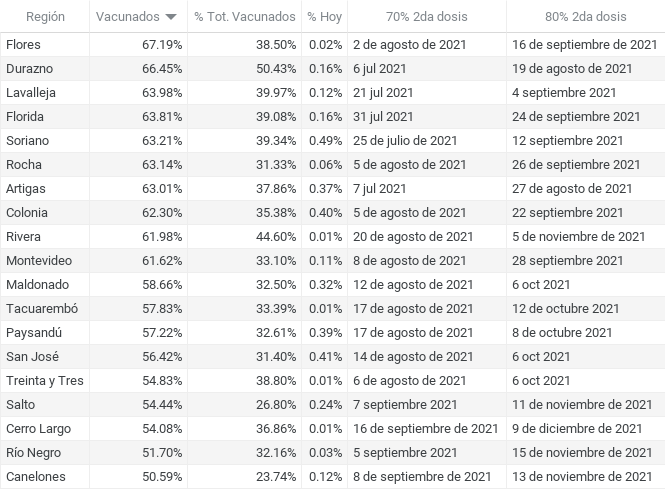 Región Vacunados % Tot. Vacunados % Hoy 70% 2da dosis 80% 2da dosis
Flores 67.19% 38.50% 0.02% 2 de agosto de 2021 16 de septiembre de 2021
Durazno 66.45% 50.43% 0.16% 6 jul 2021 19 de agosto de 2021
Lavalleja 63.98% 39.97% 0.12% 21 jul 2021 4 septiembre 2021
Florida 63.81% 39.08% 0.16% 31 jul 2021 24 de septiembre de 2021
Soriano 63.21% 39.34% 0.49% 25 de julio de 2021 12 septiembre 2021
Rocha 63.14% 31.33% 0.06% 5 de agosto de 2021 26 de septiembre de 2021
Artigas 63.01% 37.86% 0.37% 7 jul 2021 27 de agosto de 2021
Colonia 62.30% 35.38% 0.40% 5 de agosto de 2021 22 septiembre 2021
Rivera 61.98% 44.60% 0.01% 20 de agosto de 2021 5 de noviembre de 2021
Montevideo 61.62% 33.10% 0.11% 8 de agosto de 2021 28 septiembre 2021
Maldonado 58.66% 32.50% 0.32% 12 de agosto de 2021 6 oct 2021
Tacuarembó 57.83% 33.39% 0.01% 17 de agosto de 2021 12 de octubre de 2021
Paysandú 57.22% 32.61% 0.39% 17 de agosto de 2021 8 de octubre de 2021
San José 56.42% 31.40% 0.41% 14 de agosto de 2021 6 oct 2021
Treinta y Tres 54.83% 38.80% 0.01% 6 de agosto de 2021 6 oct 2021
Salto 54.44% 26.80% 0.24% 7 septiembre 2021 11 de noviembre de 2021
Cerro Largo 54.08% 36.86% 0.01% 16 de septiembre de 2021 9 de diciembre de 2021
Río Negro 51.70% 32.16% 0.03% 5 septiembre 2021 15 de noviembre de 2021
Canelones 50.59% 23.74% 0.12% 8 de septiembre de 2021 13 de noviembre de 2021